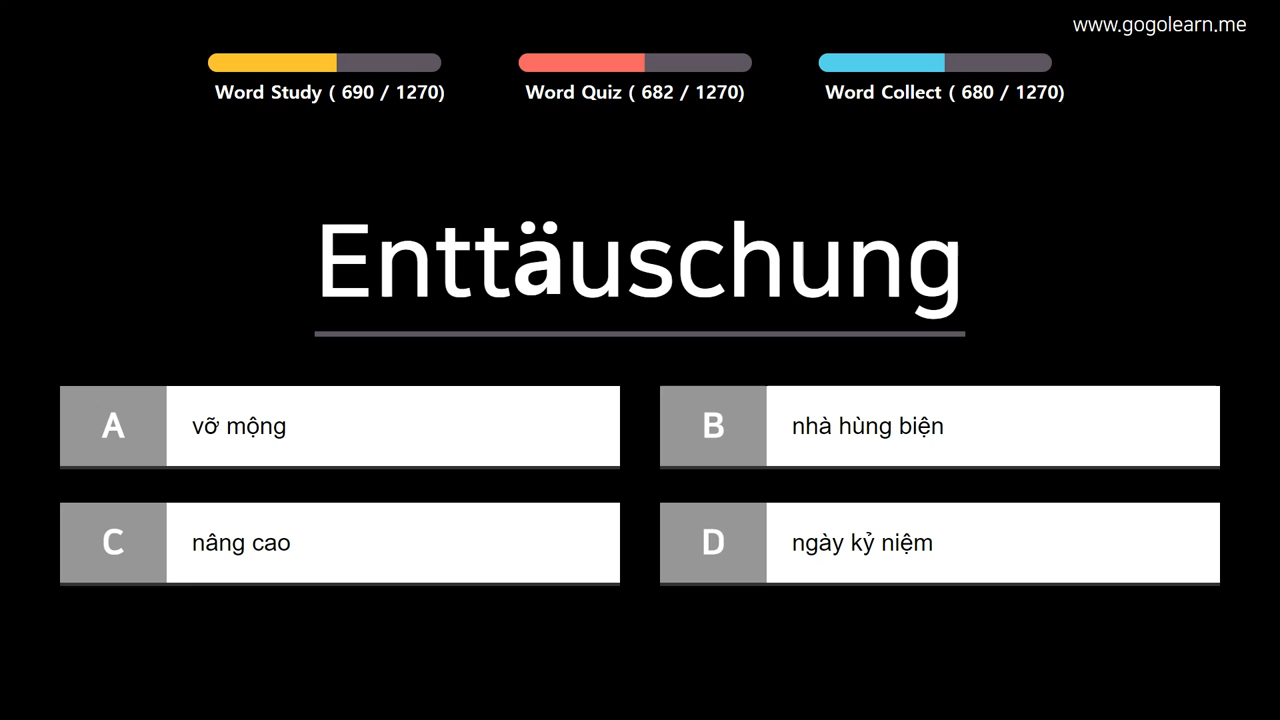 www.gogolearn.me
Word Study ( 690 / 1270)
Word Quiz ( 682 / 1270)
Word Collect ( 680 / 1270)
Enttäuschung
A vỡ mộng
B nhà hùng biện
C nâng cao
D ngày kỷ niệm